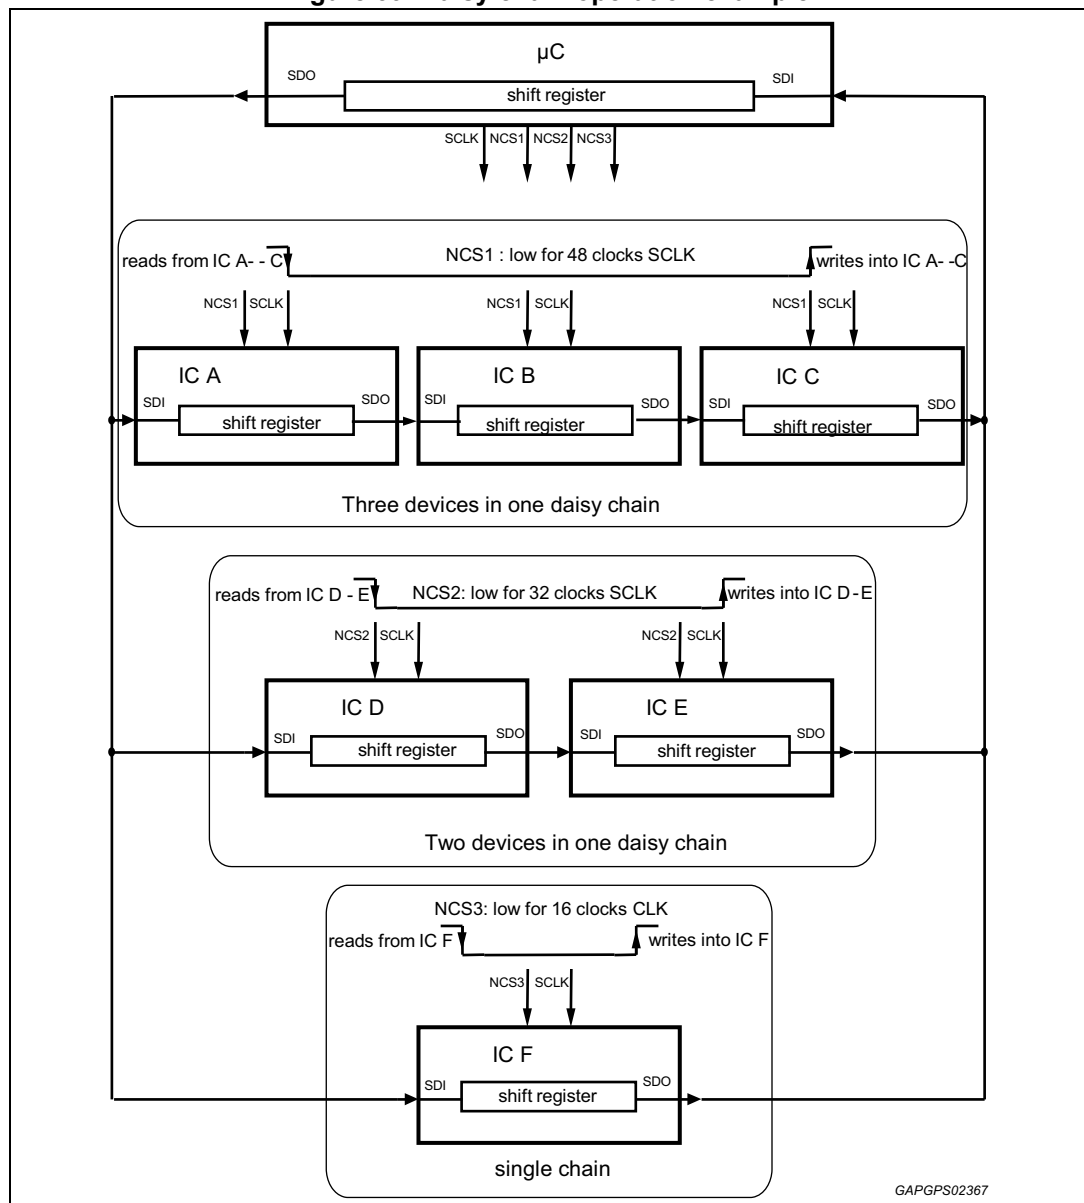 µC
SDO
shift register
SDI
SCLK NCS1 NCS2 NCS3
reads from IC A- - C
NCS1 : low for 48 clocks SCLK
writes into IC A- -C
NCS1 SCLK
NCS1 SCLK
NCS1 SCLK
IC A
SDI
shift register
SDO
IC B
SDI
shift register
SDO
IC C
SDI
shift register
SDO
Three devices in one daisy chain
reads from IC D - E
NCS2: low for 32 clocks SCLK
writes into IC D-E
NCS2 SCLK
NCS2 SCLK
IC D
SDI
shift register
SDO
IC E
SDI
shift register
SDO
Two devices in one daisy chain
NCS3: low for 16 clocks CLK
reads from IC F
writes into IC F
NCS3 SCLK
IC F
SDI
shift register
SDO
single chain
GAPGPS02367